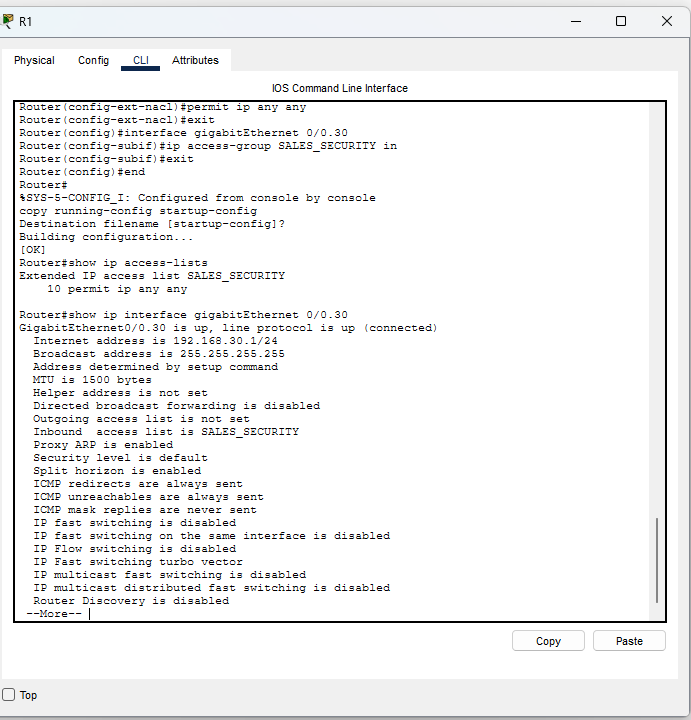 R1
Physical Config CLI Attributes
IOS Command Line Interface
Router(config-ext-nacl)#permit ip any any
Router(config-ext-nacl)#exit
Router(config)#interface gigabitEthernet 0/0.30
Router(config-subif)#ip access-group SALES_SECURITY in
Router(config-subif)#exit
Router(config)#end
Router#
%SYS-5-CONFIG_I: Configured from console by console
copy running-config startup-config
Destination filename [startup-config]?
Building configuration...
[OK]
Router#show ip access-lists
Extended IP access list SALES_SECURITY
    10 permit ip any any
Router#show ip interface gigabitEthernet 0/0.30
GigabitEthernet0/0.30 is up, line protocol is up (connected)
  Internet address is 192.168.30.1/24
  Broadcast address is 255.255.255.255
  Address determined by setup command
  MTU is 1500 bytes
  Helper address is not set
  Directed broadcast forwarding is disabled
  Outgoing access list is not set
  Inbound  access list is SALES_SECURITY
  Proxy ARP is enabled
  Security level is default
  Split horizon is enabled
  ICMP redirects are always sent
  ICMP unreachables are always sent
  ICMP mask replies are never sent
  IP fast switching is disabled
  IP fast switching on the same interface is disabled
  IP Flow switching is disabled
  IP Fast switching turbo vector
  IP multicast fast switching is disabled
  IP multicast distributed fast switching is disabled
  Router Discovery is disabled
 --More--
Copy Paste
Top